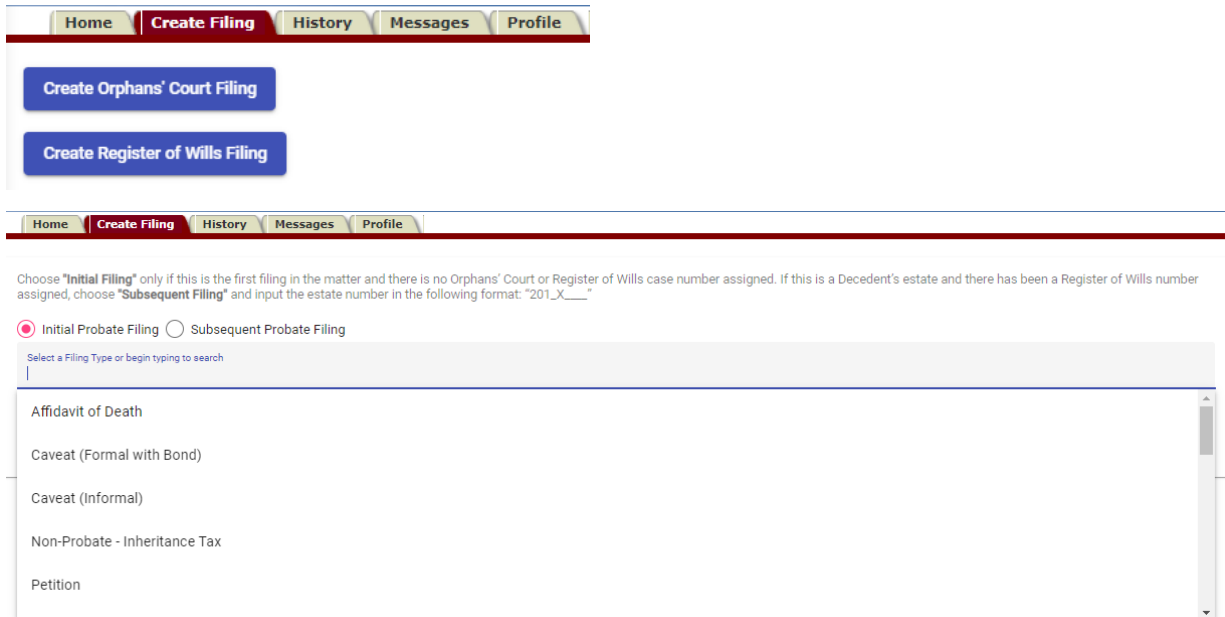 Home Create Filing History Messages Profile
Create Orphans' Court Filing
Create Register of Wills Filing
Home Create Filing History Messages Profile
Choose "Initial Filing" only if this is the first filing in the matter and there is no Orphans' Court or Register of Wills case number assigned. If this is a Decedent's estate and there has been a Register of Wills number
assigned, choose "Subsequent Filing" and input the estate number in the following format: "201_X____"
Initial Probate Filing Subsequent Probate Filing
Select a Filing Type or begin typing to search
Affidavit of Death
Caveat (Formal with Bond)
Caveat (Informal)
Non-Probate - Inheritance Tax
Petition